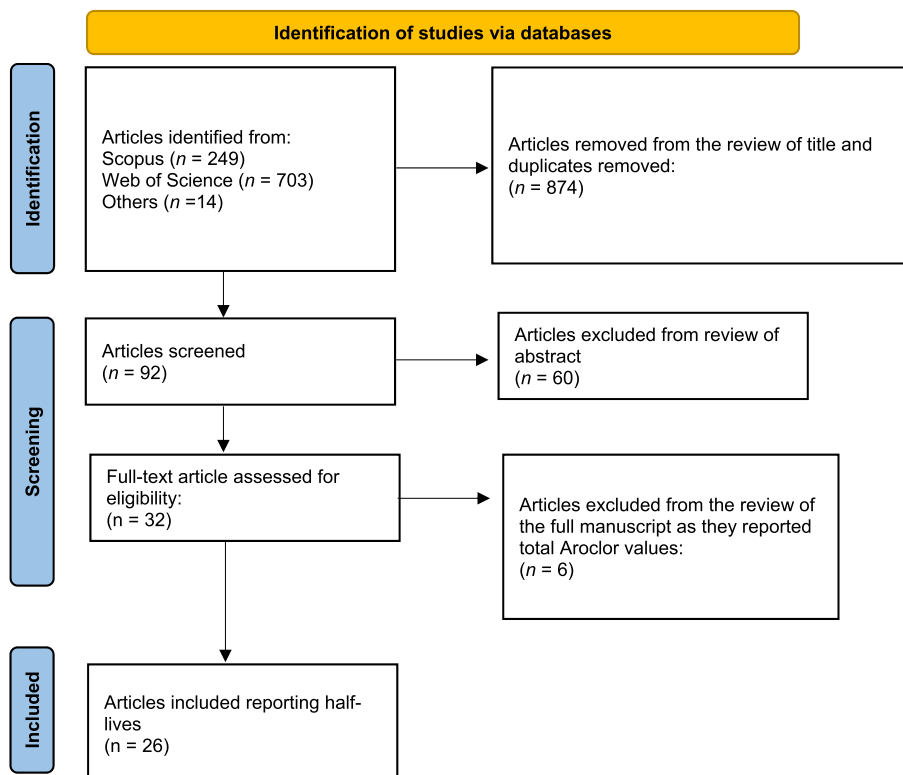 Identification of studies via databases
Identification
Articles identified from:
Scopus (n = 249)
Web of Science (n = 703)
Others (n =14)
Articles removed from the review of title and
duplicates removed:
(n = 874)
Screening
Articles screened
(n = 92)
Articles excluded from review of
abstract
(n = 60)
Full-text article assessed for
eligibility:
(n = 32)
Articles excluded from the review of
the full manuscript as they reported
total Aroclor values:
(n = 6)
Included
Articles included reporting half-
lives
(n = 26)